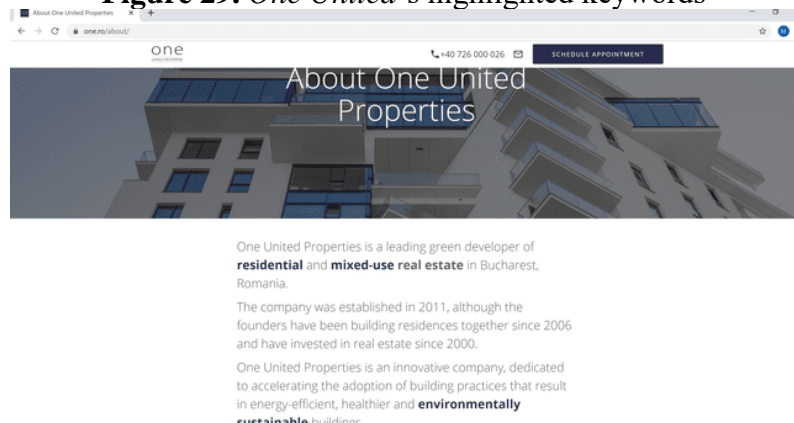 Figure 29. One United's highlighted keywords
About One United Properties
one.ro/about/
one
+40 726 000 026
SCHEDULE APPOINTMENT
About One United
Properties
One United Properties is a leading green developer of
residential and mixed-use real estate in Bucharest,
Romania.
The company was established in 2011, although the
founders have been building residences together since 2006
and have invested in real estate since 2000.
One United Properties is an innovative company, dedicated
to accelerating the adoption of building practices that result
in energy-efficient, healthier and environmentally
sustainable buildings